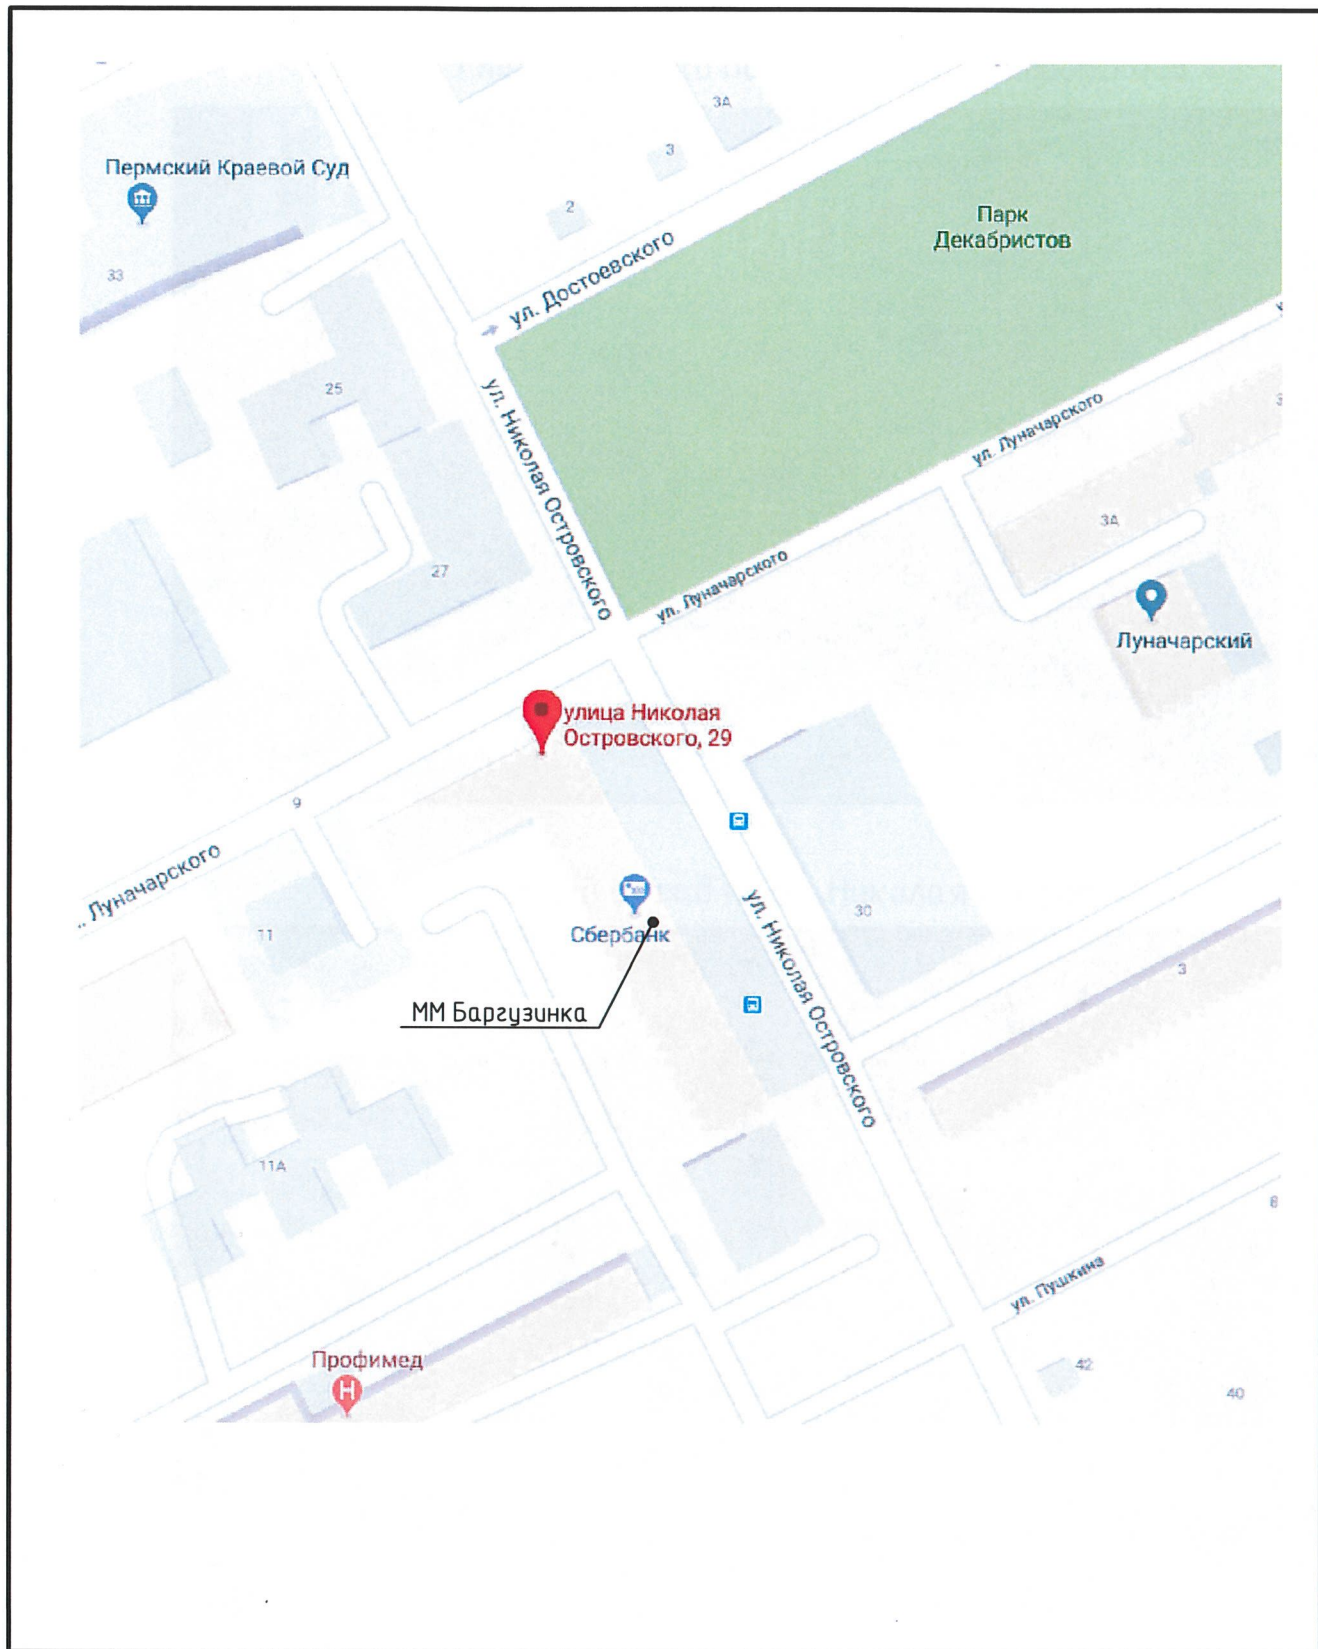 3А
3
Пермский Краевой Суд
2
Парк
Декабристов
33
ул. Достоевского
25
ул. Николая Островского
ул. Луначарского
3А
27
ул. Луначарского
Луначарский
улица Николая
Островского, 29
9
Луначарского
11
Сбербанк
ул. Николая Островского
30
3
ММ Баргузинка
11А
ул. Пушкина
Профимед
Н
42
40